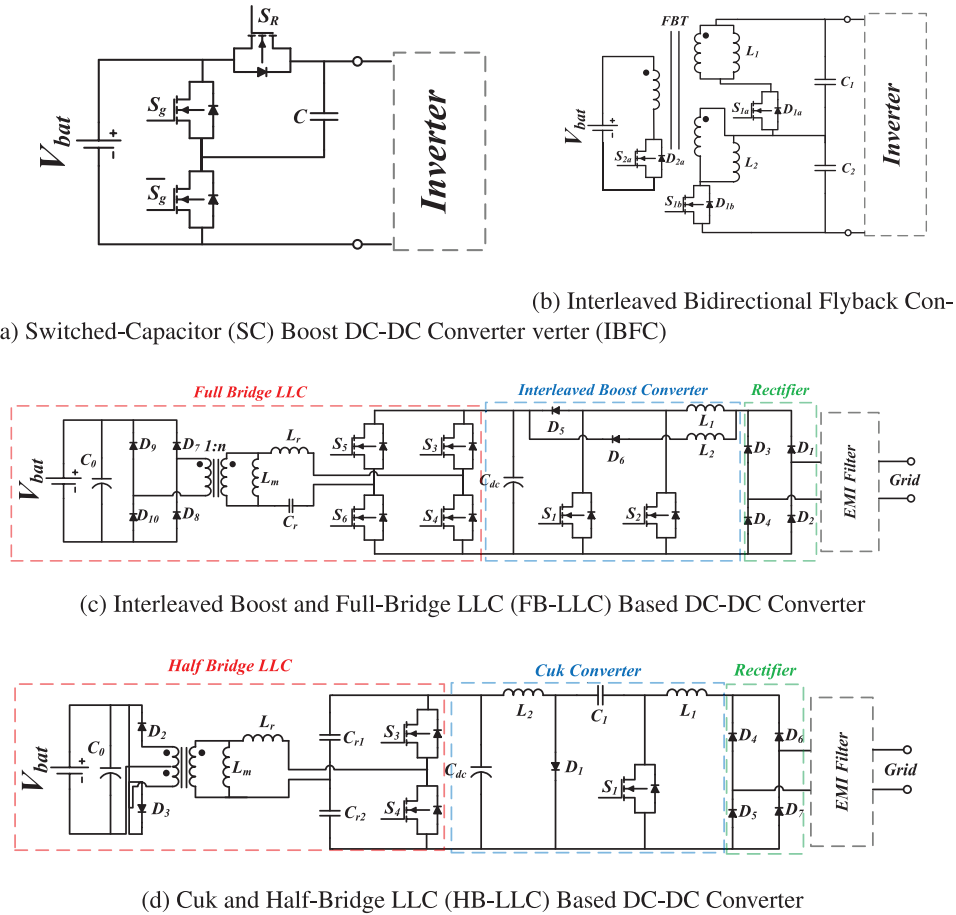 S_R
S_g
V_bat
+
-
C
Inverter
\overline{S_g}
FBT
L_1
C_1
S_1a
D_1a
V_bat
+
-
S_2a
D_2a
L_2
C_2
S_1b
D_1b
Inverter
(b) Interleaved Bidirectional Flyback Con-
a) Switched-Capacitor (SC) Boost DC-DC Converter verter (IBFC)
Full Bridge LLC
Interleaved Boost Converter
Rectifier
V_bat
+
-
C_0
D_9
D_7
1:n
L_r
L_m
C_r
D_10
D_8
S_5
S_3
S_6
S_4
C_dc
D_5
D_6
L_1
L_2
S_1
S_2
D_3
D_1
D_4
D_2
EMI Filter
Grid
(c) Interleaved Boost and Full-Bridge LLC (FB-LLC) Based DC-DC Converter
Half Bridge LLC
Cuk Converter
Rectifier
V_bat
+
-
C_0
D_2
D_3
L_r
L_m
C_r1
C_r2
S_3
S_4
C_dc
L_2
C_1
L_1
D_1
S_1
D_4
D_6
D_5
D_7
EMI Filter
Grid
(d) Cuk and Half-Bridge LLC (HB-LLC) Based DC-DC Converter